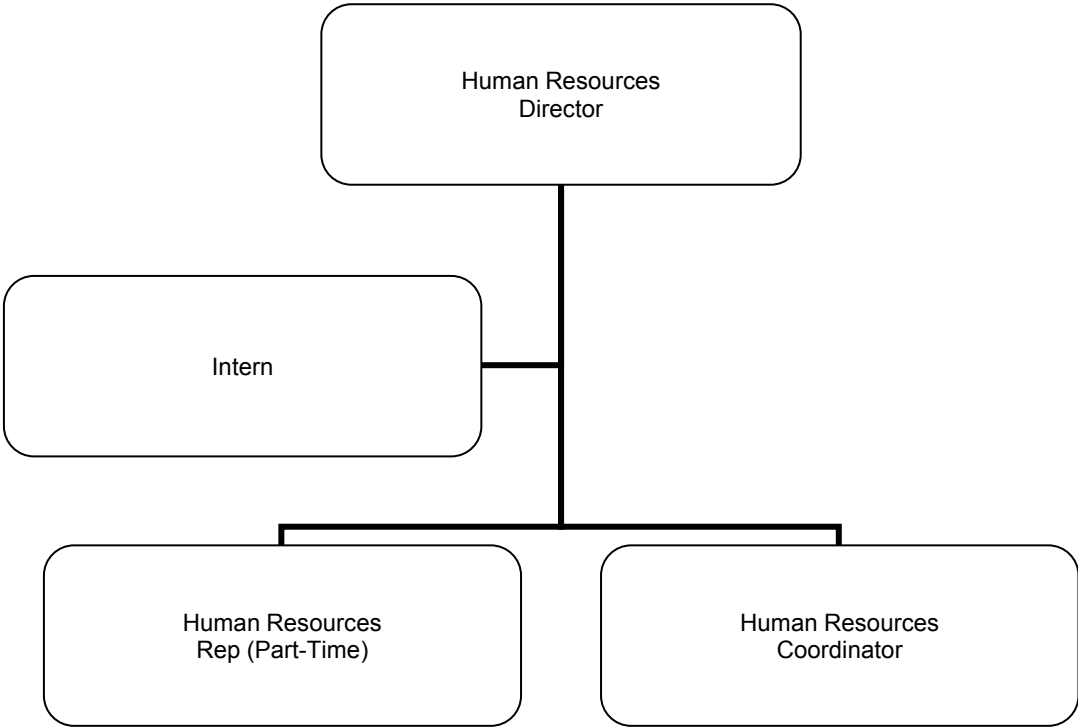 Human Resources
Director
Intern
Human Resources
Rep (Part-Time)
Human Resources
Coordinator